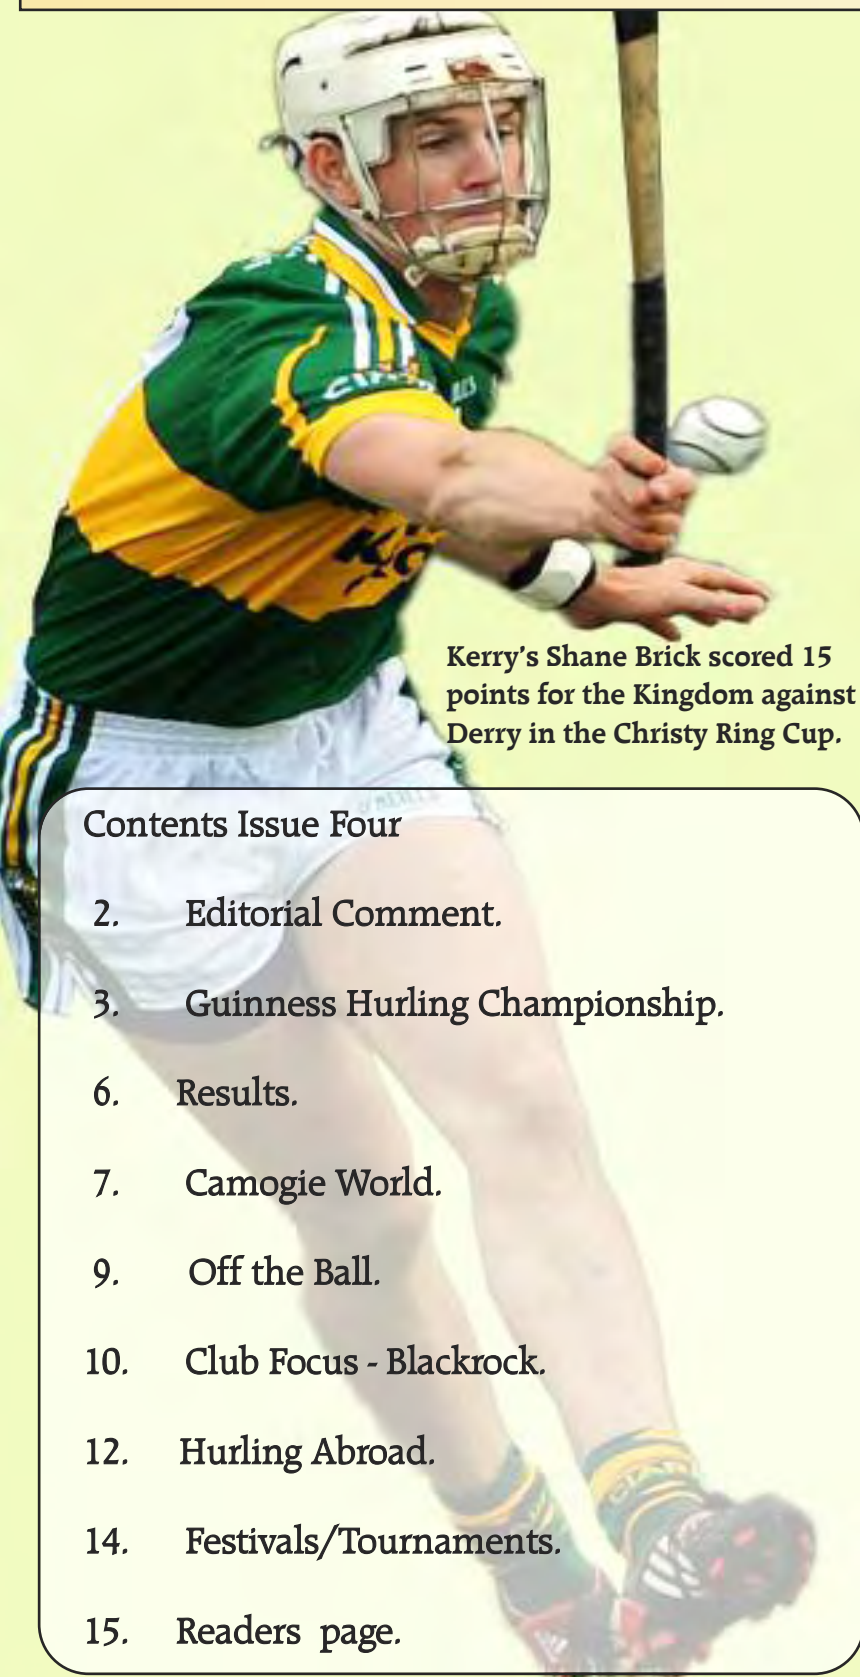 Kerry's Shane Brick scored 15
points for the Kingdom against
Derry in the Christy Ring Cup.
Contents Issue Four
2. Editorial Comment.
3. Guinness Hurling Championship.
6. Results.
7. Camogie World.
9. Off the Ball.
10. Club Focus - Blackrock.
12. Hurling Abroad.
14. Festivals/Tournaments.
15. Readers page.